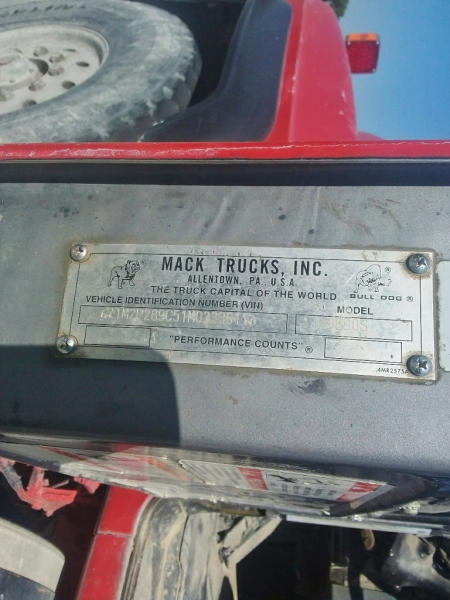 MACK TRUCKS, INC.
ALLENTOWN, PA., U.S.A.
THE TRUCK CAPITAL OF THE WORLD BULL DOG ®
VEHICLE IDENTIFICATION NUMBER (VIN) MODEL
"PERFORMANCE COUNTS" ®